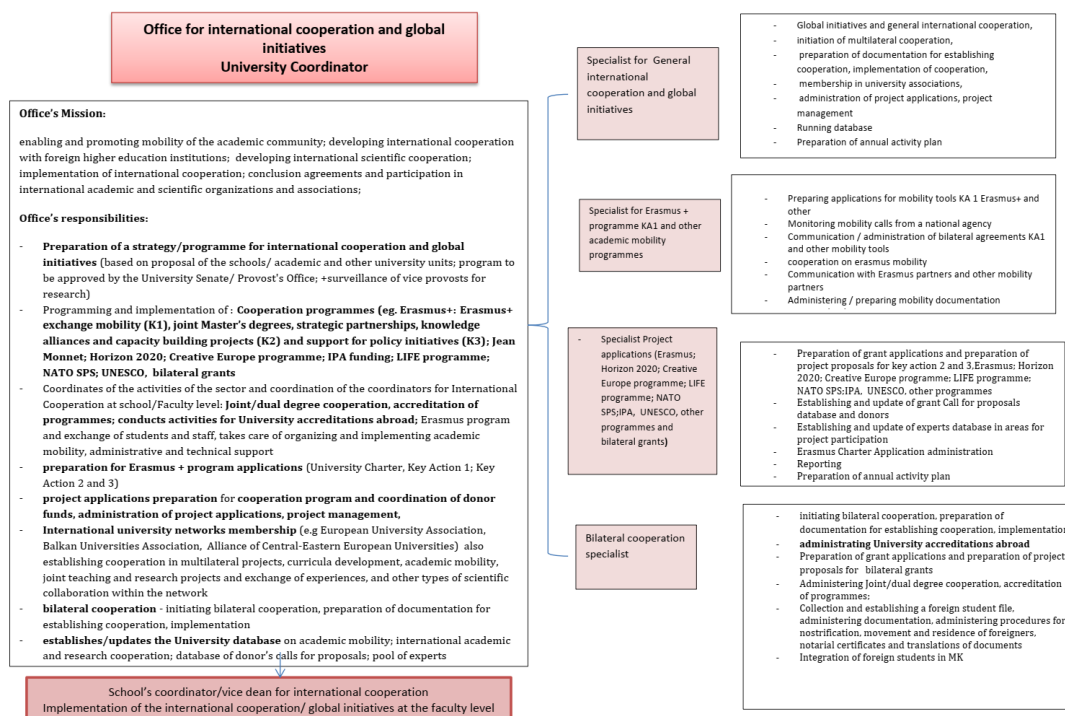 Office for international cooperation and global
initiatives
University Coordinator
Office's Mission:
enabling and promoting mobility of the academic community; developing international cooperation
with foreign higher education institutions; developing international scientific cooperation;
implementation of international cooperation; conclusion agreements and participation in
international academic and scientific organizations and associations;
Office's responsibilities:
- Preparation of a strategy/programme for international cooperation and global
initiatives (based on proposal of the schools/ academic and other university units; program to
be approved by the University Senate/ Provost's Office; +surveillance of vice provosts for
research)
- Programming and implementation of : Cooperation programmes (eg. Erasmus+: Erasmus+
exchange mobility (K1), joint Master's degrees, strategic partnerships, knowledge
alliances and capacity building projects (K2) and support for policy initiatives (K3); Jean
Monnet; Horizon 2020; Creative Europe programme; IPA funding; LIFE programme;
NATO SPS; UNESCO, bilateral grants
- Coordinates of the activities of the sector and coordination of the coordinators for International
Cooperation at school/Faculty level: Joint/dual degree cooperation, accreditation of
programmes; conducts activities for University accreditations abroad; Erasmus
program and exchange of students and staff, takes care of organizing and implementing academic
mobility, administrative and technical support
- preparation for Erasmus + program applications (University Charter, Key Action 1; Key
Action 2 and 3)
- project applications preparation for cooperation program and coordination of donor
funds, administration of project applications, project management,
- International university networks membership (e.g European University Association,
Balkan Universities Association, Alliance of Central-Eastern European Universities) also
establishing cooperation in multilateral projects, curricula development, academic mobility,
joint teaching and research projects and exchange of experiences, and other types of scientific
collaboration within the network
- bilateral cooperation - initiating bilateral cooperation, preparation of documentation for
establishing cooperation, implementation
- establishes/updates the University database on academic mobility; international academic
and research cooperation; database of donor's calls for proposals; pool of experts
School's coordinator/vice dean for international cooperation
Implementation of the international cooperation/ global initiatives at the faculty level
Specialist for General
international
cooperation and global
initiatives
- Global initiatives and general international cooperation,
- initiation of multilateral cooperation,
- preparation of documentation for establishing
cooperation, implementation of cooperation,
- membership in university associations,
- administration of project applications, project
management
- Running database
- Preparation of annual activity plan
Specialist for Erasmus +
programme KA1 and other
academic mobility
programmes
- Preparing applications for mobility tools KA 1 Erasmus+ and
other
- Monitoring mobility calls from a national agency
- Communication / administration of bilateral agreements KA1
and other mobility tools
- cooperation on erasmus mobility
- Communication with Erasmus partners and other mobility
partners
- Administering / preparing mobility documentation
- Specialist Project
applications (Erasmus;
Horizon 2020; Creative
Europe programme; LIFE
programme; NATO
SPS;IPA, UNESCO, other
programmes and
bilateral grants)
- Preparation of grant applications and preparation of
project proposals for key action 2 and 3,Erasmus; Horizon
2020; Creative Europe programme; LIFE programme;
NATO SPS;IPA, UNESCO, other programmes
- Establishing and update of grant Call for proposals
database and donors
- Establishing and update of experts database in areas for
project participation
- Erasmus Charter Application administration
- Reporting
- Preparation of annual activity plan
Bilateral cooperation
specialist
- initiating bilateral cooperation, preparation of
documentation for establishing cooperation, implementation
- administrating University accreditations abroad
- Preparation of grant applications and preparation of project
proposals for bilateral grants
- Administering Joint/dual degree cooperation, accreditation
of programmes;
- Collection and establishing a foreign student file,
administering documentation, administering procedures for
nostrification, movement and residence of foreigners,
notarial certificates and translations of documents
- Integration of foreign students in MK